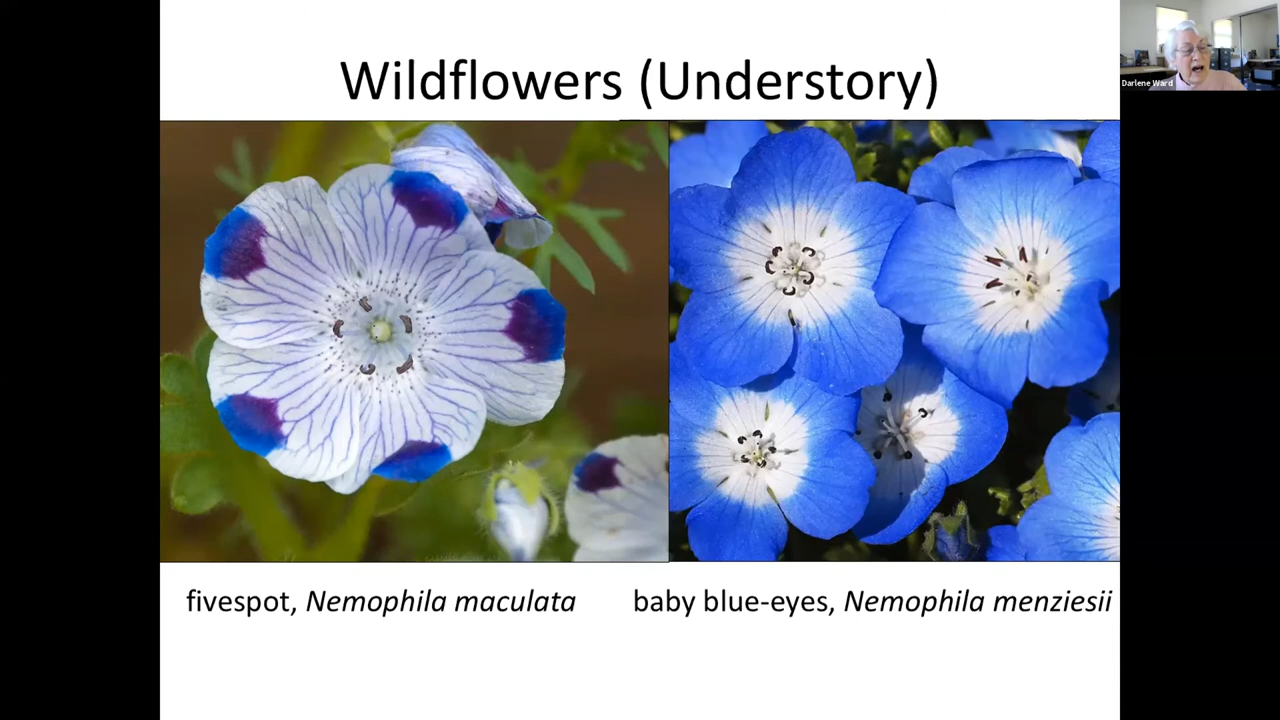 Wildflowers (Understory)
Darlene Ward
fivespot, Nemophila maculata
baby blue-eyes, Nemophila menziesii